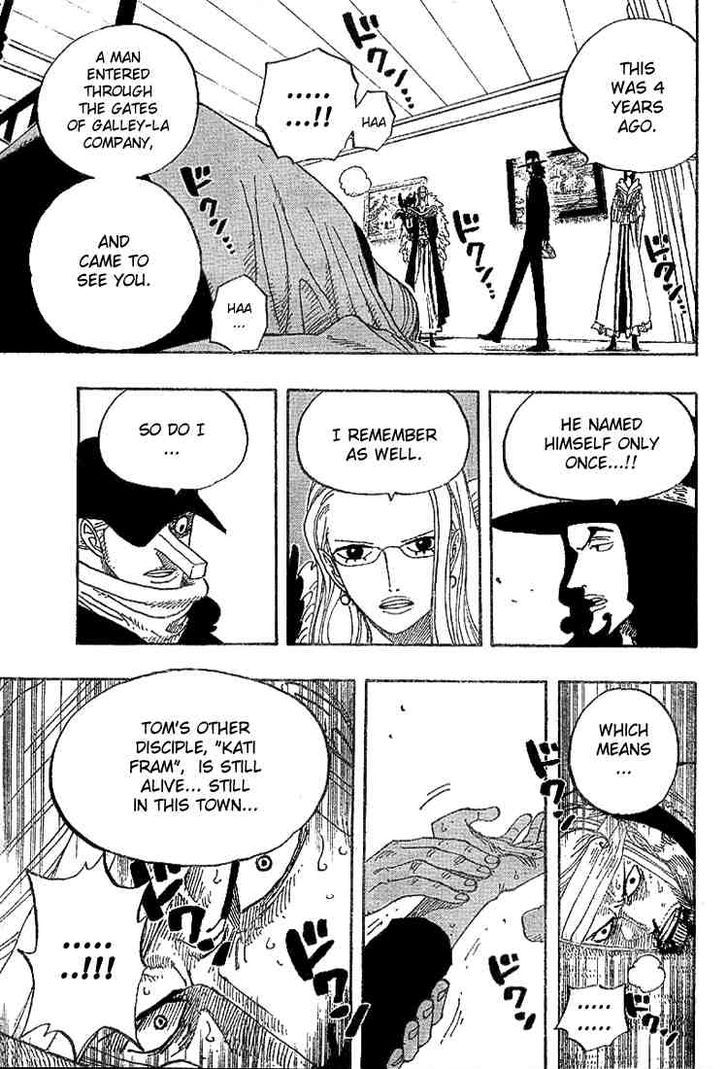 THIS
WAS 4
YEARS
AGO.
A MAN
ENTERED
THROUGH
THE GATES
OF GALLEY-LA
COMPANY,
AND
CAME TO
SEE YOU.
......
...!!
HAA
HAA
...
ドクン...
ドクン...
ドクン...
ドクン...
HE NAMED
HIMSELF ONLY
ONCE...!!
I REMEMBER
AS WELL.
SO DO I
...
WHICH
MEANS
...
......
......
ドクン
ドクン
TOM'S OTHER
DISCIPLE, "KATI
FRAM", IS STILL
ALIVE... STILL
IN THIS TOWN...
......
..!!!
ドクン
ドクン
ドクン